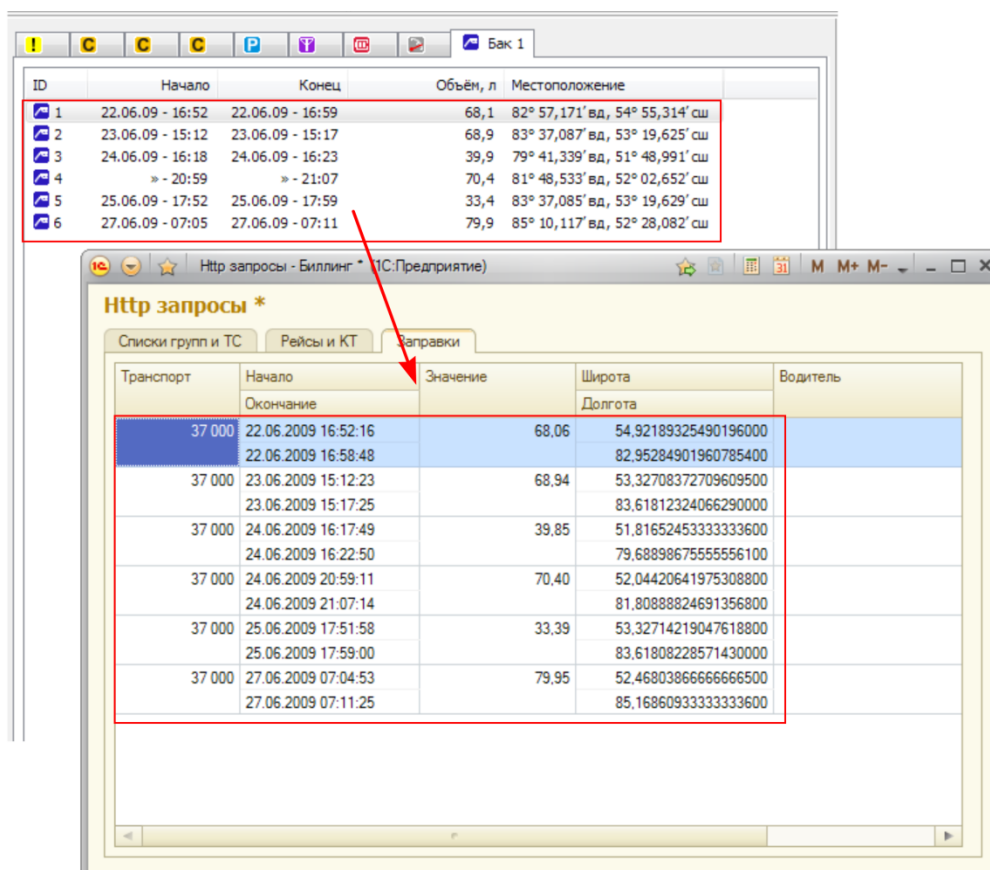 ! C C C P T Бак 1
ID Начало Конец Объём, л Местоположение
1 22.06.09 - 16:52 22.06.09 - 16:59 68,1 82° 57,171' вд, 54° 55,314' сш
2 23.06.09 - 15:12 23.06.09 - 15:17 68,9 83° 37,087' вд, 53° 19,625' сш
3 24.06.09 - 16:18 24.06.09 - 16:23 39,9 79° 41,339' вд, 51° 48,991' сш
4 » - 20:59 » - 21:07 70,4 81° 48,533' вд, 52° 02,652' сш
5 25.06.09 - 17:52 25.06.09 - 17:59 33,4 83° 37,085' вд, 53° 19,629' сш
6 27.06.09 - 07:05 27.06.09 - 07:11 79,9 85° 10,117' вд, 52° 28,082' сш
1С Http запросы - Биллинг * (1С:Предприятие) 31 M M+ M-
Http запросы *
Списки групп и ТС Рейсы и КТ Заправки
Транспорт Начало Значение Широта Водитель
Окончание Долгота
37 000 22.06.2009 16:52:16 68,06 54,92189325490196000
22.06.2009 16:58:48 82,95284901960785400
37 000 23.06.2009 15:12:23 68,94 53,32708372709609500
23.06.2009 15:17:25 83,61812324066290000
37 000 24.06.2009 16:17:49 39,85 51,81652453333333600
24.06.2009 16:22:50 79,68898675555556100
37 000 24.06.2009 20:59:11 70,40 52,04420641975308800
24.06.2009 21:07:14 81,80888824691356800
37 000 25.06.2009 17:51:58 33,39 53,32714219047618800
25.06.2009 17:59:00 83,61808228571430000
37 000 27.06.2009 07:04:53 79,95 52,46803866666666500
27.06.2009 07:11:25 85,16860933333333600